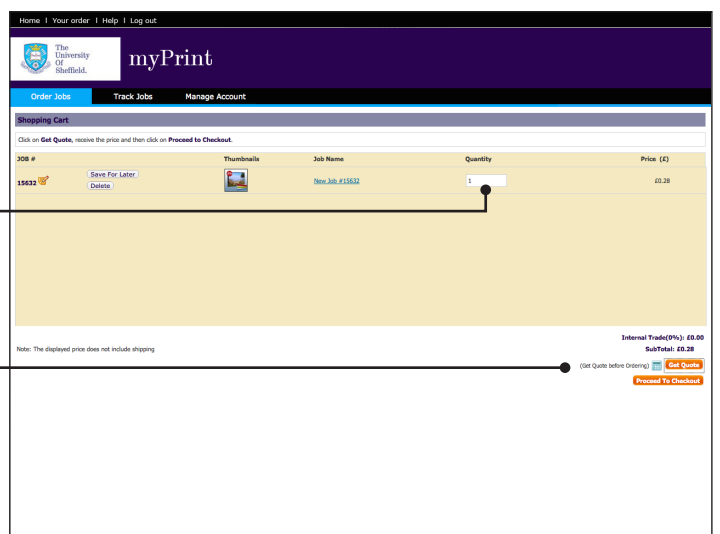 Home I Your order I Help I Log out
The
University
Of
Sheffield.
myPrint
Order Jobs Track Jobs Manage Account
Shopping Cart
Click on Get Quote, receive the price and then click on Proceed to Checkout.
JOB # Thumbnails Job Name Quantity Price (£)
15632 Save For Later New Job #15632 1 £0.28
Delete
Internal Trade(0%): £0.00
Note: The displayed price does not include shipping SubTotal: £0.28
(Get Quote before Ordering) Get Quote
Proceed To Checkout